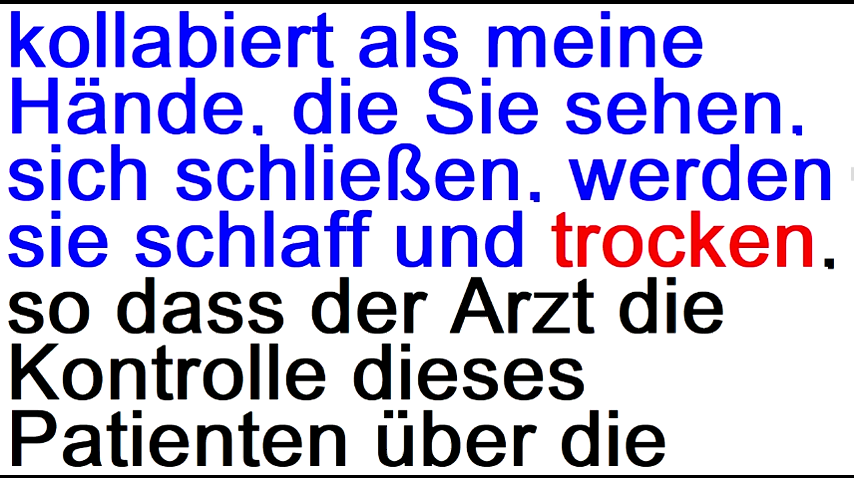 kollabiert als meine
Hände, die Sie sehen,
sich schließen, werden
sie schlaff und trocken,
so dass der Arzt die
Kontrolle dieses
Patienten über die